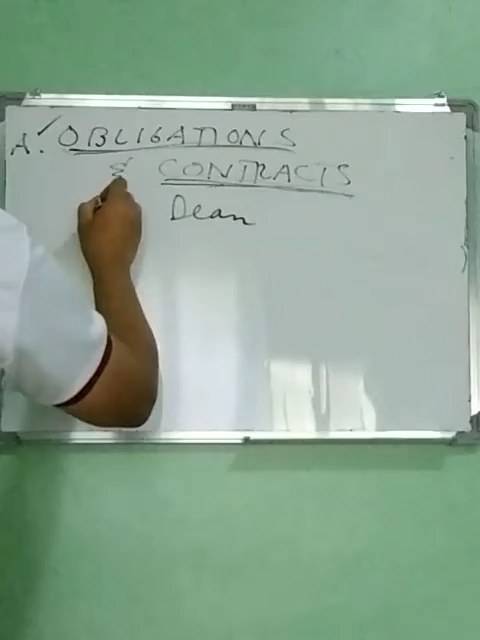 A. ✓ OBLIGATIONS
& CONTRACTS
Dean